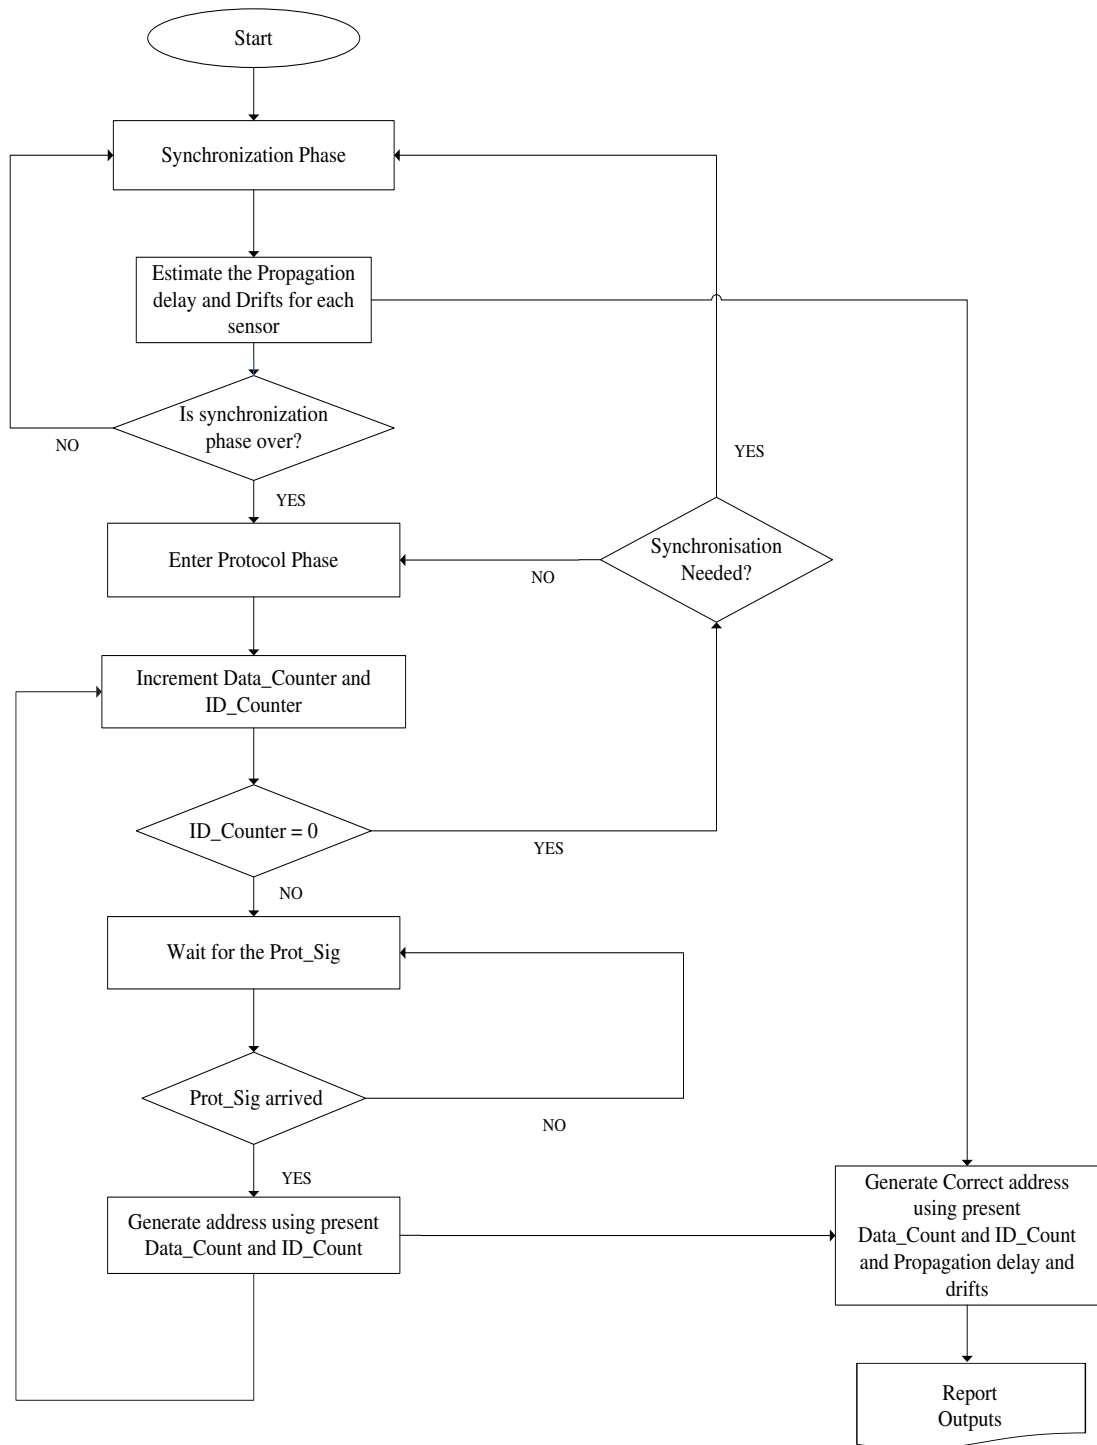 Start
Synchronization Phase
Estimate the Propagation
delay and Drifts for each
sensor
Is synchronization
phase over?
NO
YES
YES
Enter Protocol Phase
Synchronisation
Needed?
NO
Increment Data_Counter and
ID_Counter
ID_Counter = 0
YES
NO
Wait for the Prot_Sig
Prot_Sig arrived
NO
YES
Generate address using present
Data_Count and ID_Count
Generate Correct address
using present
Data_Count and ID_Count
and Propagation delay and
drifts
Report
Outputs